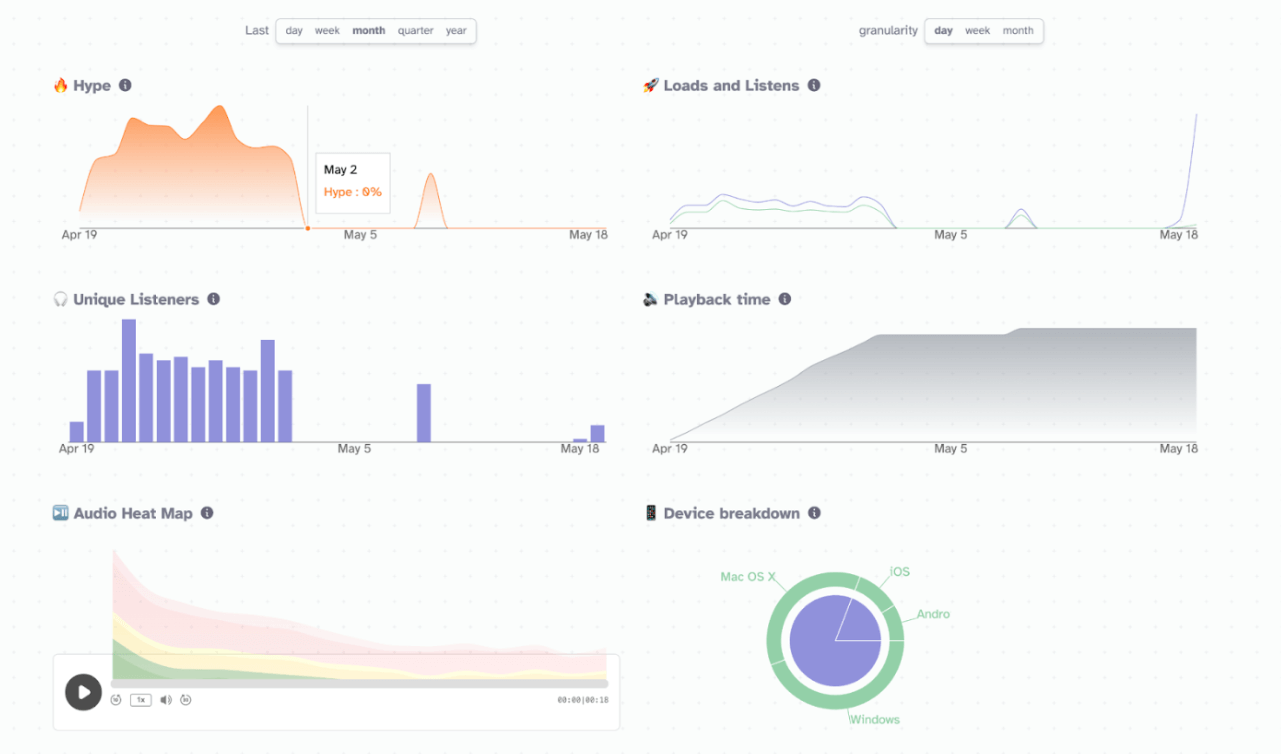 Last day week month quarter year
granularity day week month
Hype
Loads and Listens
May 2
Hype : 0%
Apr 19 May 5 May 18
Apr 19 May 5 May 18
Unique Listeners
Playback time
Apr 19 May 5 May 18
Apr 19 May 5 May 18
Audio Heat Map
Device breakdown
Mac OS X
iOS
Andro
Windows
1x
00:00|00:18